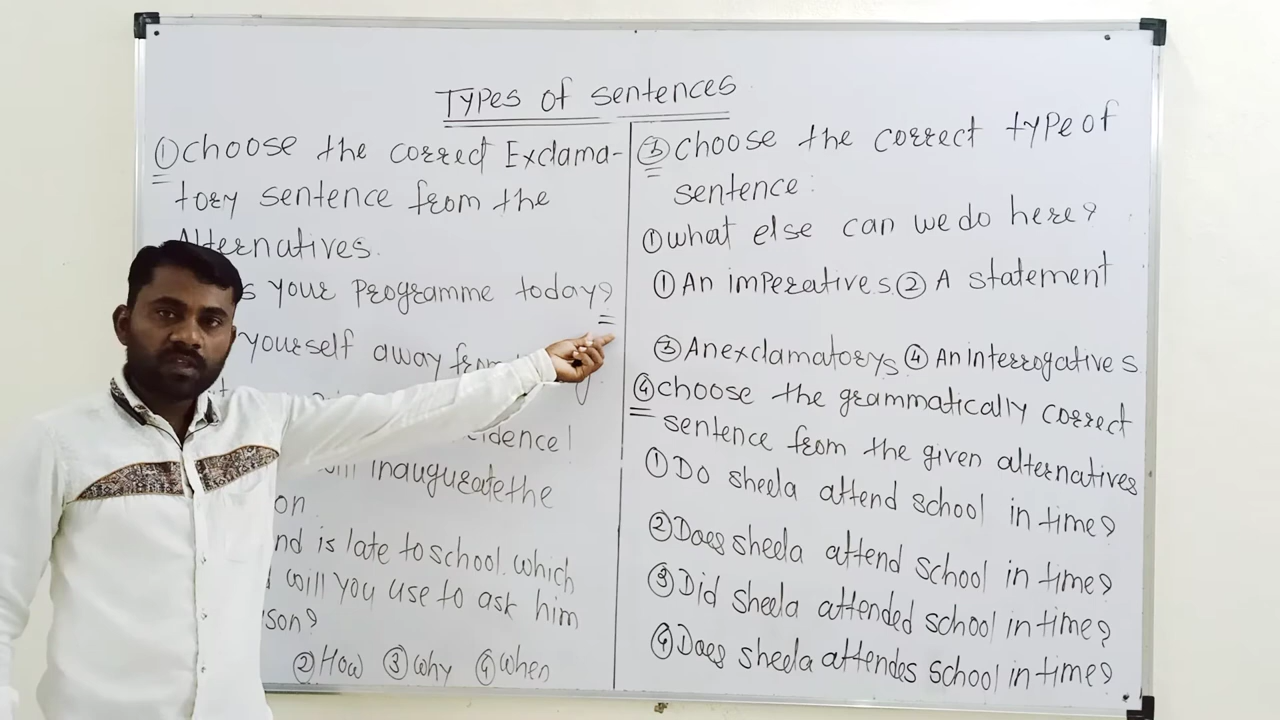 Types of sentences
① choose the correct Exclama-
tory sentence from the
Alternatives.
s your programme today?
yourself away from
idence!
inaugurate the
on
nd is late to school. which
will you use to ask him
ison?
② How ③ why ④ when
③ choose the correct type of
sentence:
① what else can we do here?
① An imperatives ② A statement
③ An exclamatorys ④ An interrogatives
④ choose the grammatically correct
sentence from the given alternatives
① Do sheela attend school in time?
② Does sheela attend school in time?
③ Did sheela attended school in time?
④ Does sheela attendes school in time?